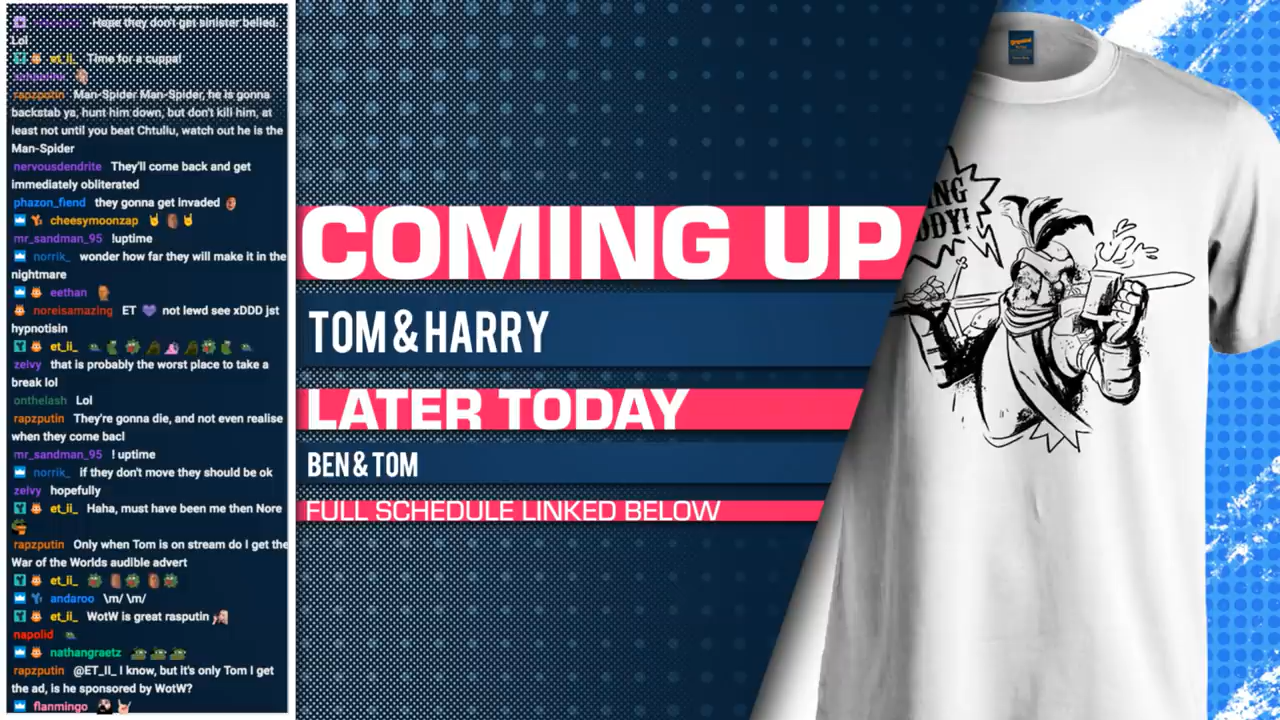 Hope they don't get sinister belled.
Lol
et_ii_ Time for a cuppa!
rapzputin Man-Spider Man-Spider, he is gonna
backstab ya, hunt him down, but don't kill him, at
least not until you beat Chtullu, watch out he is the
Man-Spider
nervousdendrite They'll come back and get
immediately obliterated
phazon_fiend they gonna get invaded
cheesymoonzap
mr_sandman_95 !uptime
norrik_ wonder how far they will make it in the
nightmare
eethan
noreisamazing ET not lewd see xDDD jst
hypnotisin
et_ii_
zelvy that is probably the worst place to take a
break lol
onthelash Lol
rapzputin They're gonna die, and not even realise
when they come bacl
mr_sandman_95 ! uptime
norrik_ if they don't move they should be ok
zelvy hopefully
et_ii_ Haha, must have been me then Nore
rapzputin Only when Tom is on stream do I get the
War of the Worlds audible advert
et_ii_
andaroo \m/ \m/
et_ii_ WotW is great rasputin
napolid
nathangraetz
rapzputin @ET_II_ I know, but it's only Tom I get
the ad, is he sponsored by WotW?
flanmingo
COMING UP
TOM & HARRY
LATER TODAY
BEN & TOM
FULL SCHEDULE LINKED BELOW
ING
ODY!